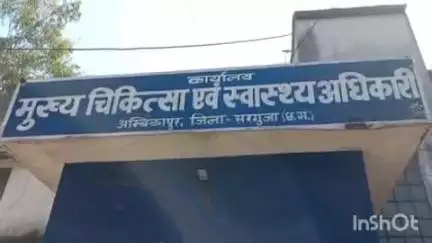 कार्यालय
मुख्य चिकित्सा एवं स्वास्थ्य अधिकारी
अम्बिकापुर, जिला- सरगुजा (छ.ग.)
InShOt